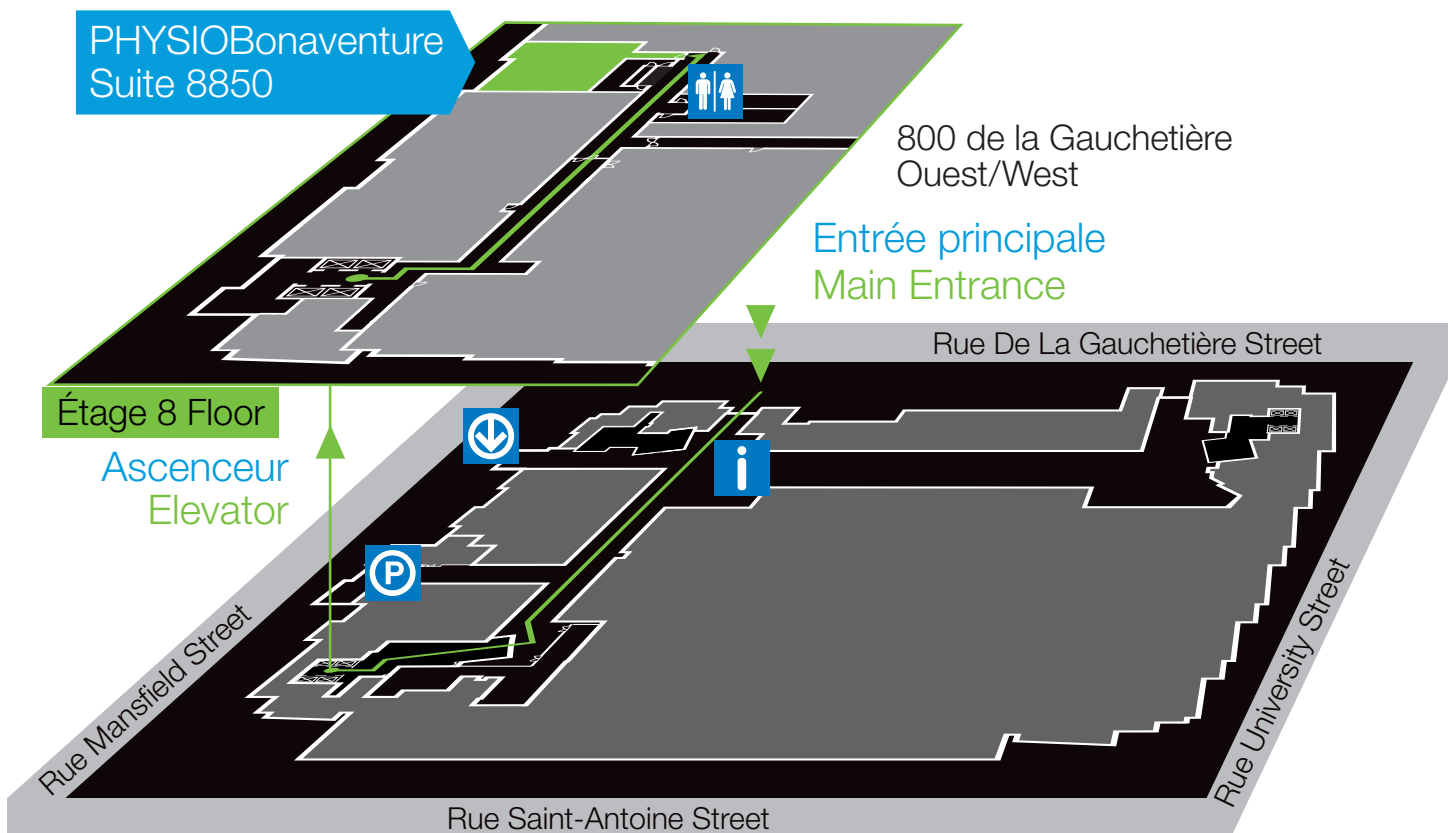 PHYSIOBonaventure
Suite 8850
800 de la Gauchetière
Ouest/West
Entrée principale
Main Entrance
Rue De La Gauchetière Street
Étage 8 Floor
Ascenceur
Elevator
i
P
Rue Mansfield Street
Rue University Street
Rue Saint-Antoine Street